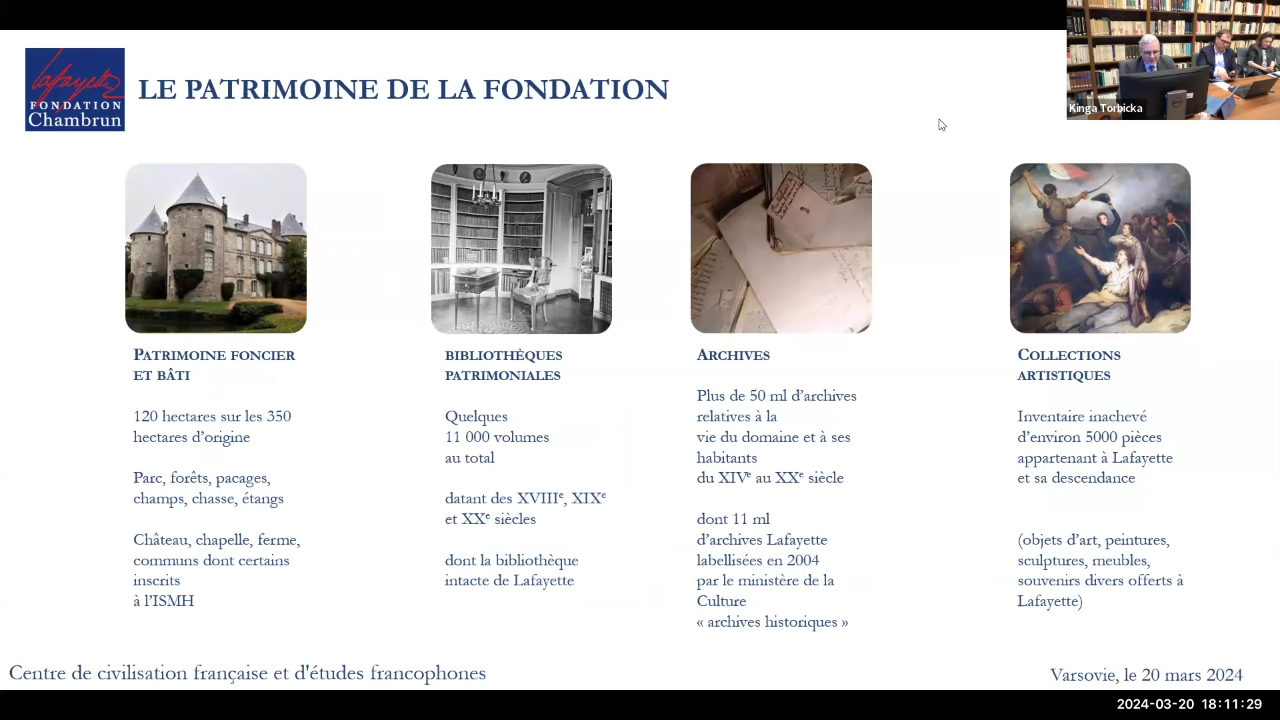 Lafayette
FONDATION
Chambrun
LE PATRIMOINE DE LA FONDATION
Kinga Torbicka
PATRIMOINE FONCIER
ET BÂTI
120 hectares sur les 350
hectares d'origine
Parc, forêts, pacages,
champs, chasse, étangs
Château, chapelle, ferme,
communs dont certains
inscrits
à l'ISMH
BIBLIOTHÈQUES
PATRIMONIALES
Quelques
11 000 volumes
au total
datant des XVIIIe, XIXe
et XXe siècles
dont la bibliothèque
intacte de Lafayette
ARCHIVES
Plus de 50 ml d'archives
relatives à la
vie du domaine et à ses
habitants
du XIVe au XXe siècle
dont 11 ml
d'archives Lafayette
labellisées en 2004
par le ministère de la
Culture
« archives historiques »
COLLECTIONS
ARTISTIQUES
Inventaire inachevé
d'environ 5000 pièces
appartenant à Lafayette
et sa descendance
(objets d'art, peintures,
sculptures, meubles,
souvenirs divers offerts à
Lafayette)
Centre de civilisation française et d'études francophones
Varsovie, le 20 mars 2024
2024-03-20 18:11:29